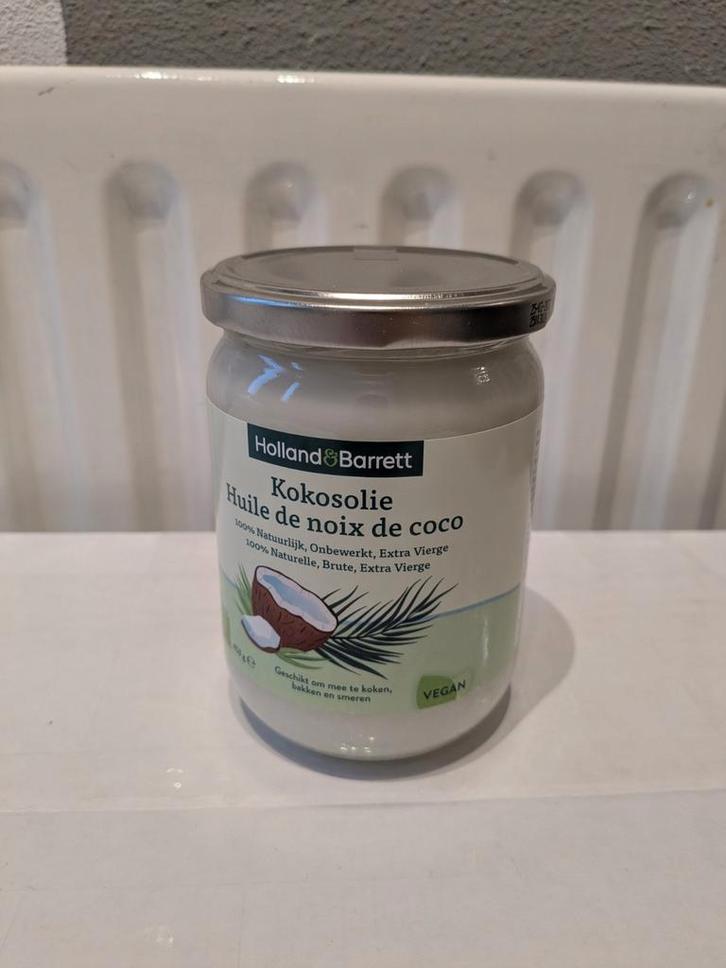 Holland&Barrett
Kokosolie
Huile de noix de coco
100% Natuurlijk, Onbewerkt, Extra Vierge
100% Naturelle, Brute, Extra Vierge
Geschikt om mee te koken,
bakken en smeren
VEGAN